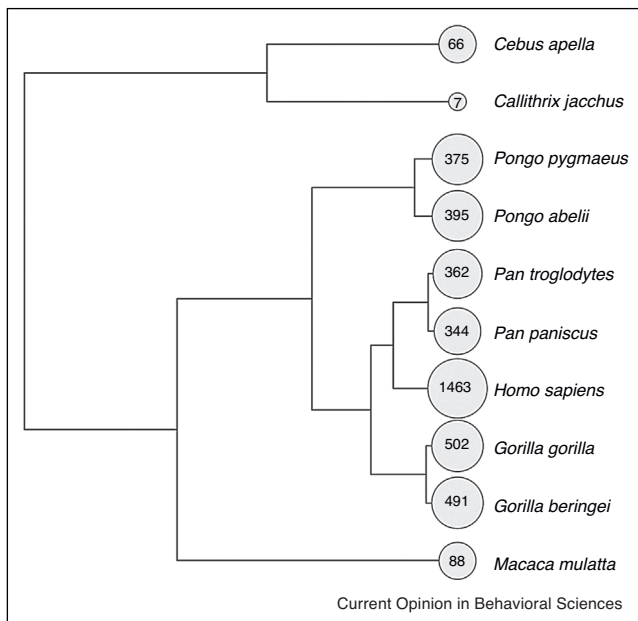 66 Cebus apella
7 Callithrix jacchus
375 Pongo pygmaeus
395 Pongo abelii
362 Pan troglodytes
344 Pan paniscus
1463 Homo sapiens
502 Gorilla gorilla
491 Gorilla beringei
88 Macaca mulatta
Current Opinion in Behavioral Sciences